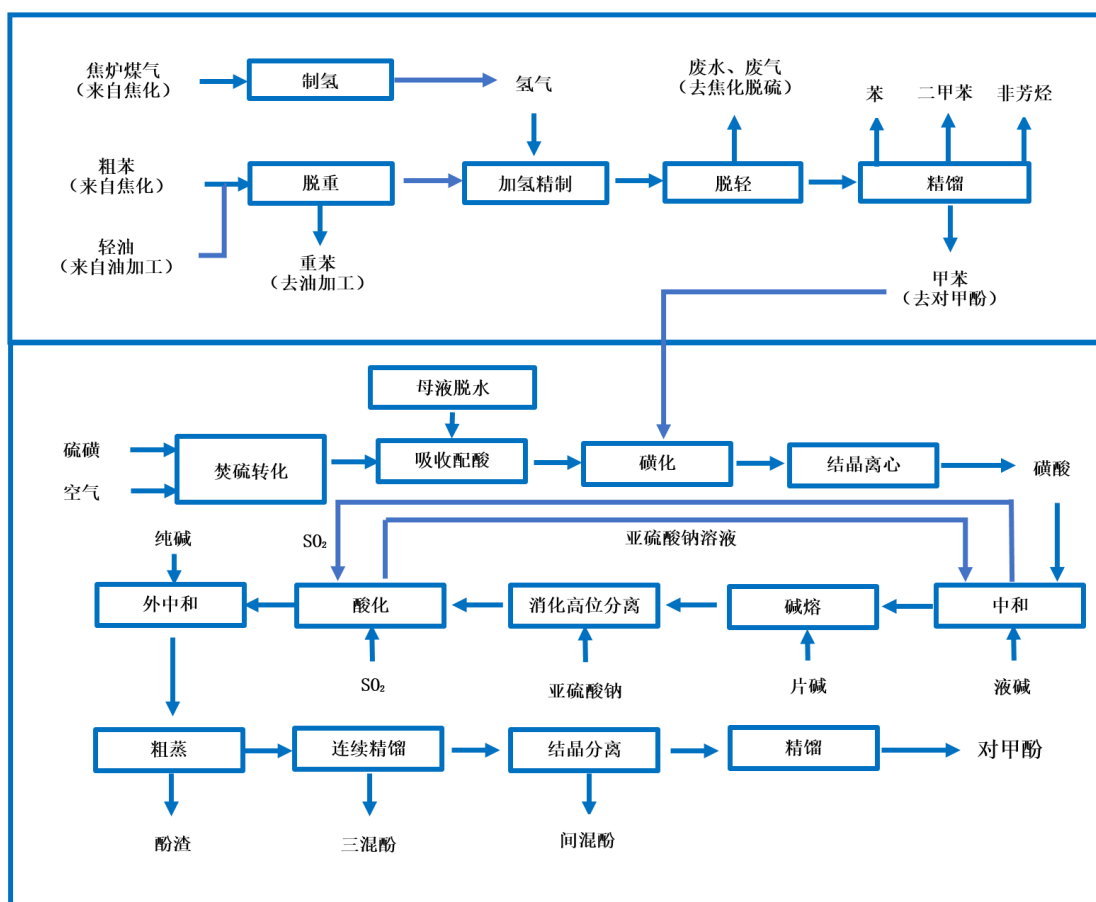 焦炉煤气
（来自焦化）
制氢
氢气
废水、废气
（去焦化脱硫）
苯
二甲苯
非芳烃
粗苯
（来自焦化）
脱重
加氢精制
脱轻
精馏
轻油
（来自油加工）
重苯
（去油加工）
甲苯
（去对甲酚）
母液脱水
硫磺
空气
焚硫转化
吸收配酸
磺化
结晶离心
磺酸
纯碱
SO₂
亚硫酸钠溶液
外中和
酸化
消化高位分离
碱熔
中和
SO₂
亚硫酸钠
片碱
液碱
粗蒸
连续精馏
结晶分离
精馏
对甲酚
酚渣
三混酚
间混酚